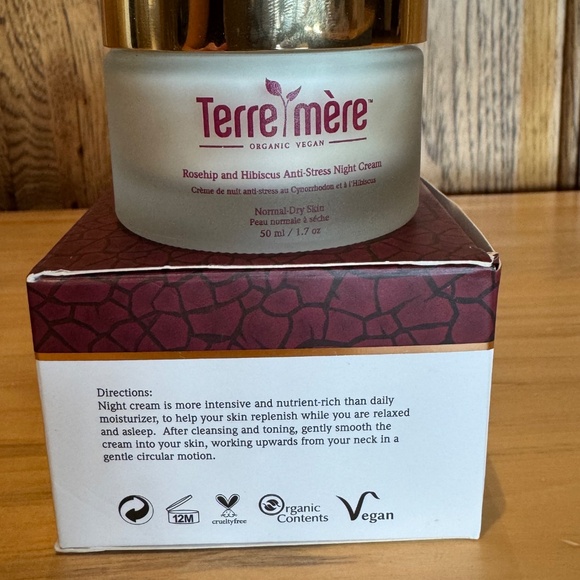 Terre mère™
ORGANIC VEGAN
Rosehip and Hibiscus Anti-Stress Night Cream
Crème de nuit anti-stress au Cynorrhodon et à l'Hibiscus
Normal-Dry Skin
Peau normale à sèche
50 ml / 1.7 oz
Directions:
Night cream is more intensive and nutrient-rich than daily
moisturizer, to help your skin replenish while you are relaxed
and asleep. After cleansing and toning, gently smooth the
cream into your skin, working upwards from your neck in a
gentle circular motion.
12M
crueltyfree
Organic
Contents
Vegan